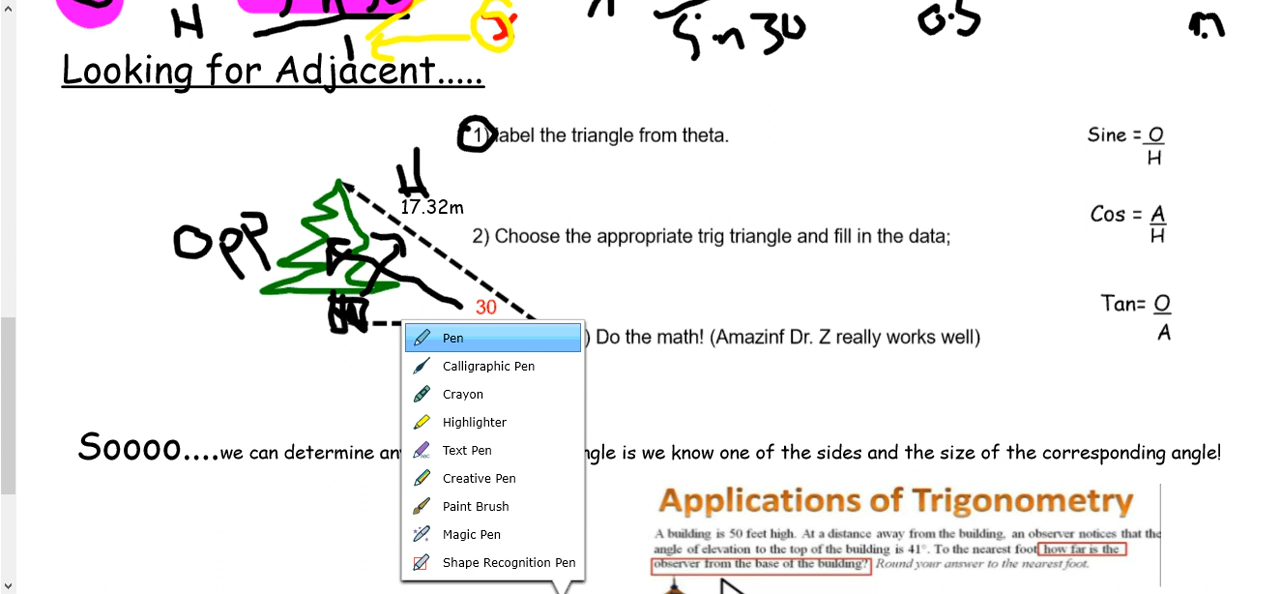 H
1
Sin 30
0.5
m
Looking for Adjacent.....
1) label the triangle from theta.
Sine = O
H
H
17.32m
Opp
2) Choose the appropriate trig triangle and fill in the data;
Cos = A
H
30
Tan= O
A
) Do the math! (Amazinf Dr. Z really works well)
Pen
Calligraphic Pen
Crayon
Highlighter
Text Pen
Creative Pen
Paint Brush
Magic Pen
Shape Recognition Pen
Soooo....we can determine is we know one of the sides and the size of the corresponding angle!
Applications of Trigonometry
A building is 50 feet high. At a distance away from the building, an observer notices that the
angle of elevation to the top of the building is 41°. To the nearest foot how far is the
observer from the base of the building? Round your answer to the nearest foot.